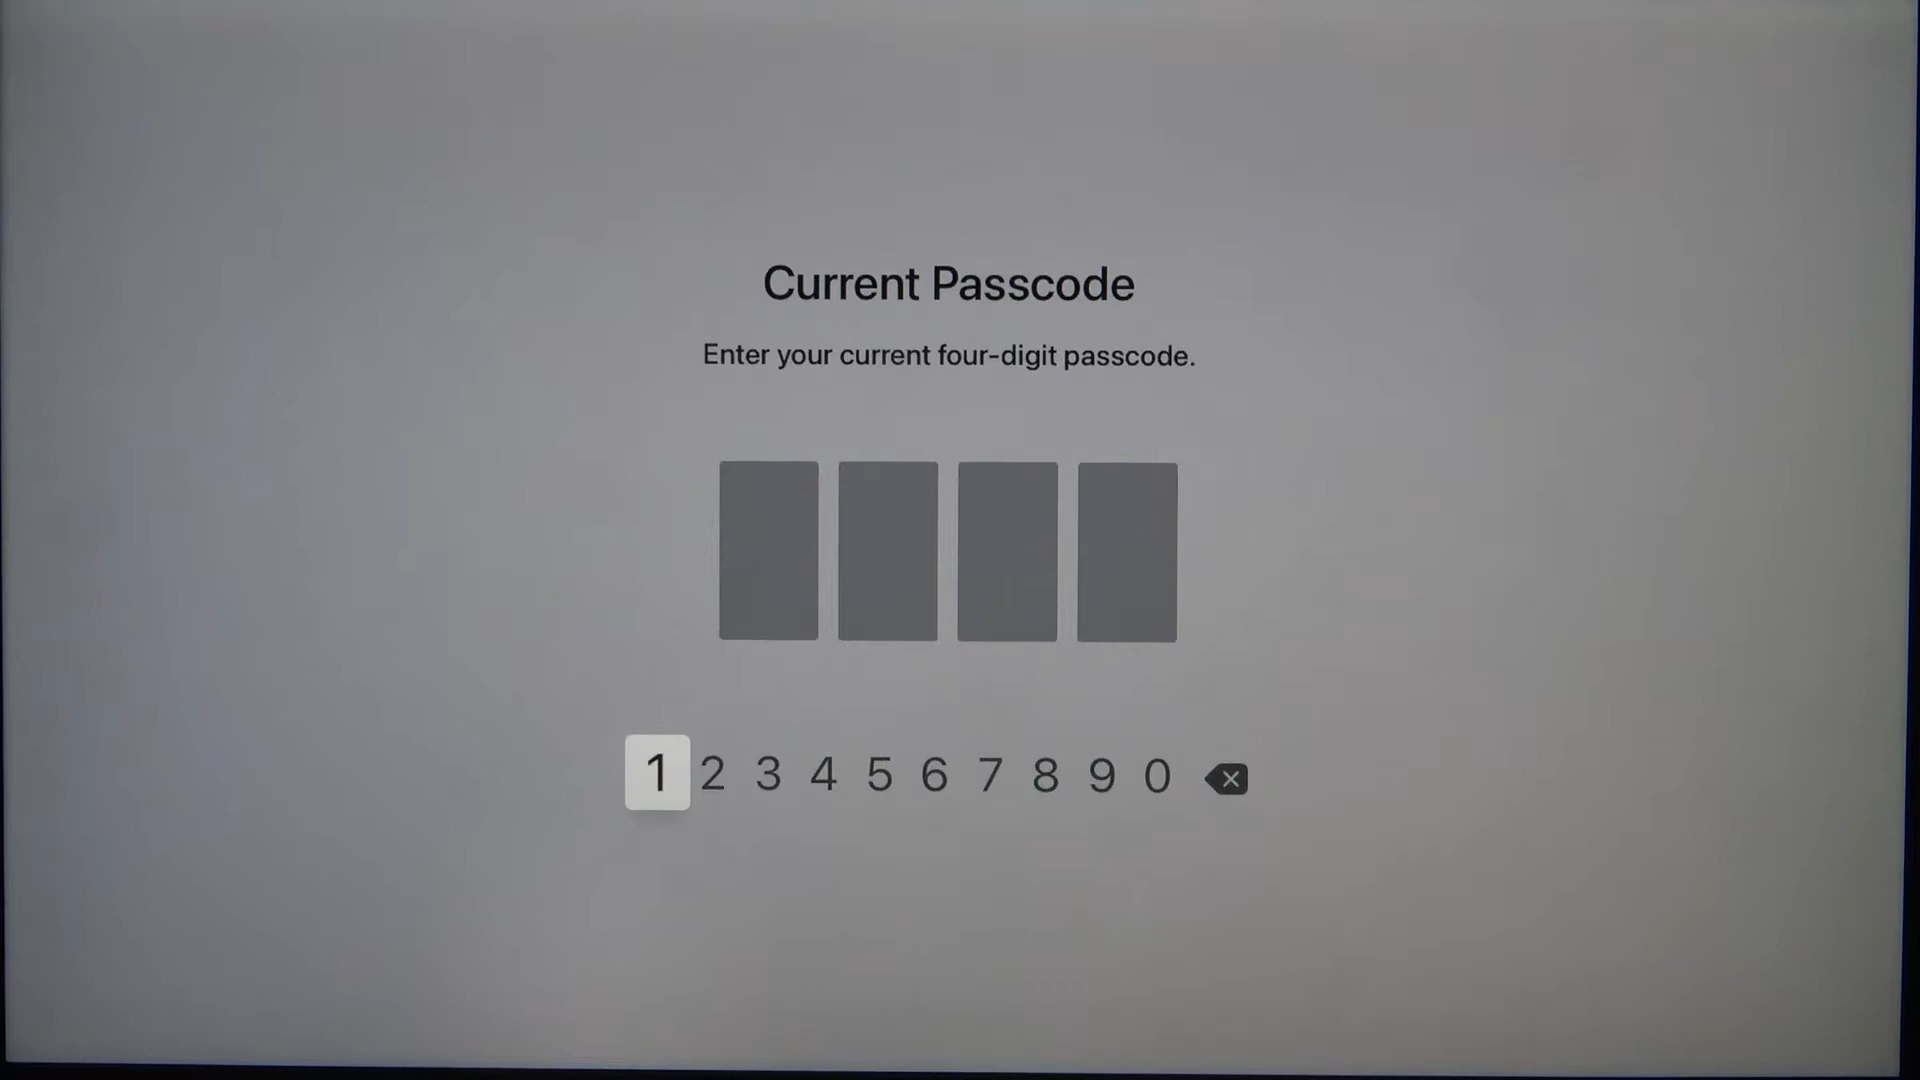 Current Passcode
Enter your current four-digit passcode.
1 2 3 4 5 6 7 8 9 0